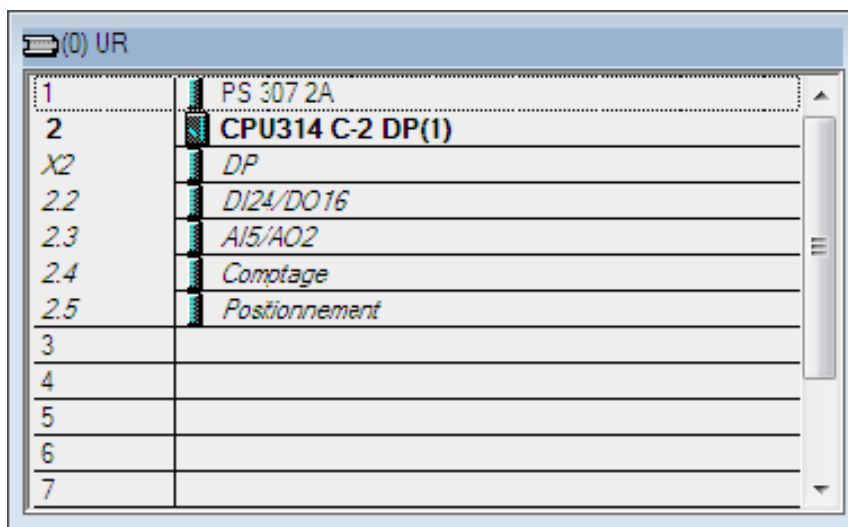 (0) UR
1 PS 307 2A
2 CPU314 C-2 DP(1)
X2 DP
2.2 DI24/DO16
2.3 AI5/AO2
2.4 Comptage
2.5 Positionnement
3
4
5
6
7